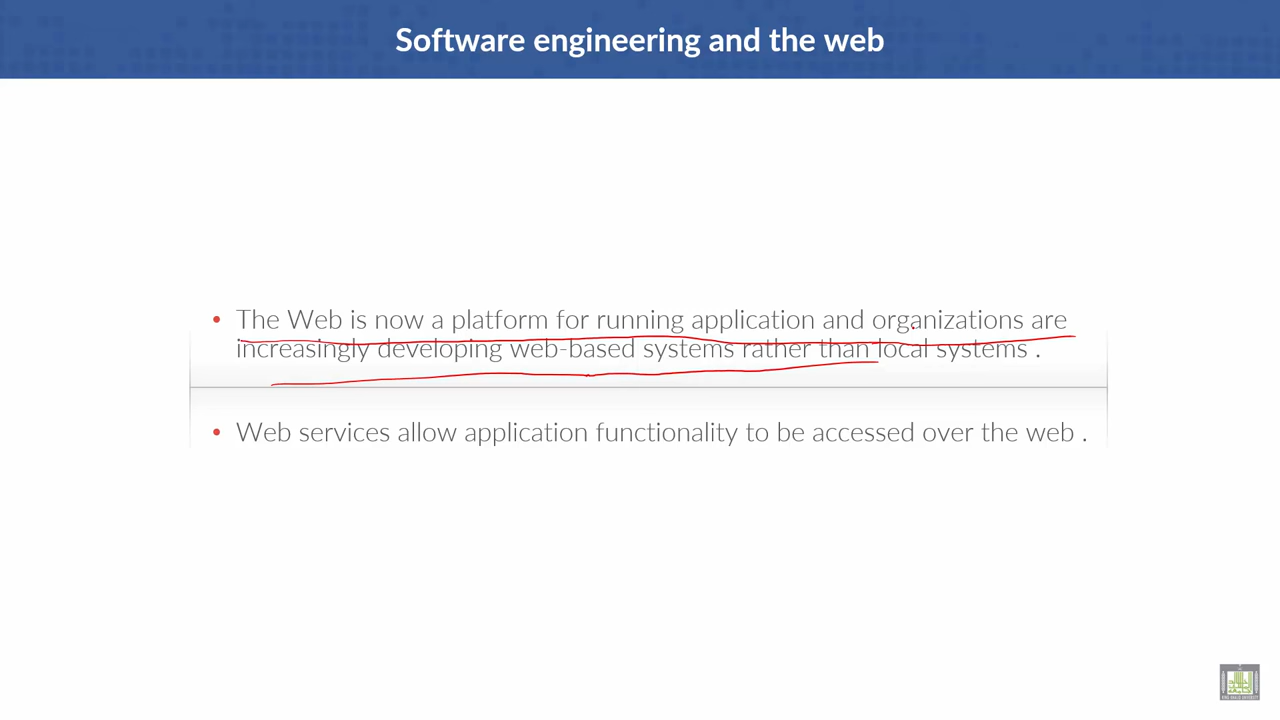 Software engineering and the web
• The Web is now a platform for running application and organizations are
increasingly developing web-based systems rather than local systems .
• Web services allow application functionality to be accessed over the web .